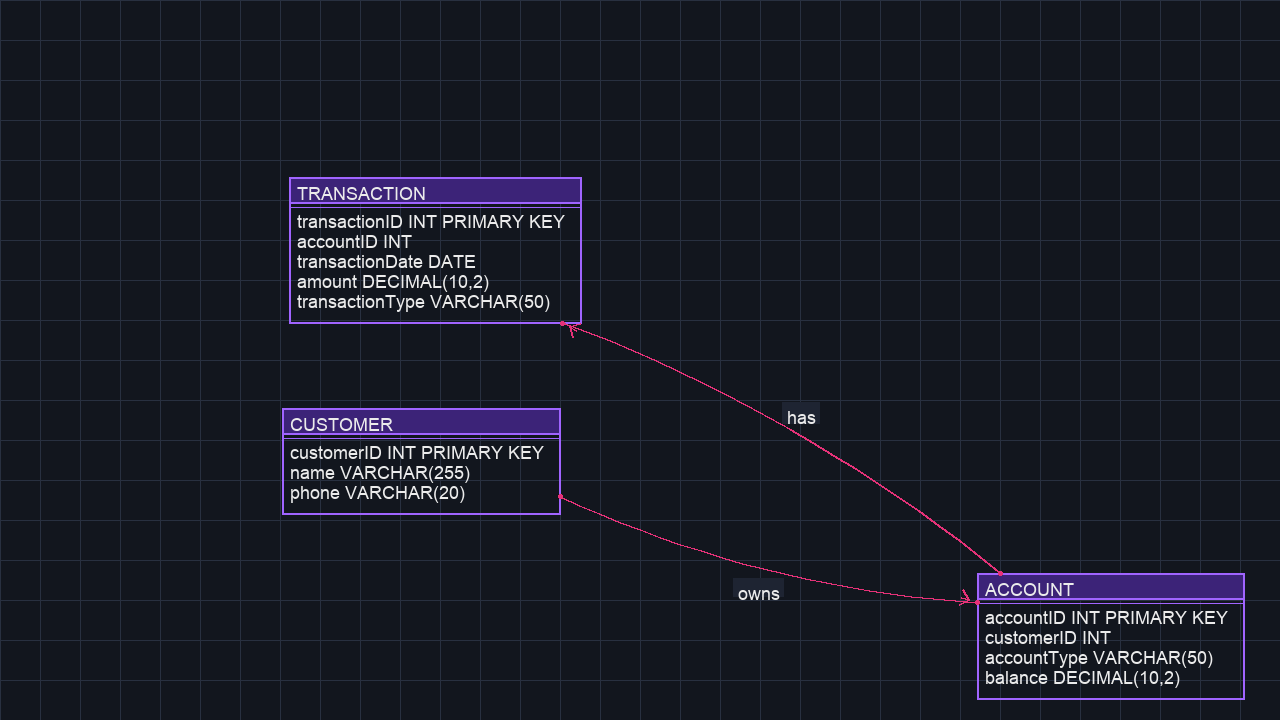 TRANSACTION
transactionID INT PRIMARY KEY
accountID INT
transactionDate DATE
amount DECIMAL(10,2)
transactionType VARCHAR(50)
has
CUSTOMER
customerID INT PRIMARY KEY
name VARCHAR(255)
phone VARCHAR(20)
owns
ACCOUNT
accountID INT PRIMARY KEY
customerID INT
accountType VARCHAR(50)
balance DECIMAL(10,2)